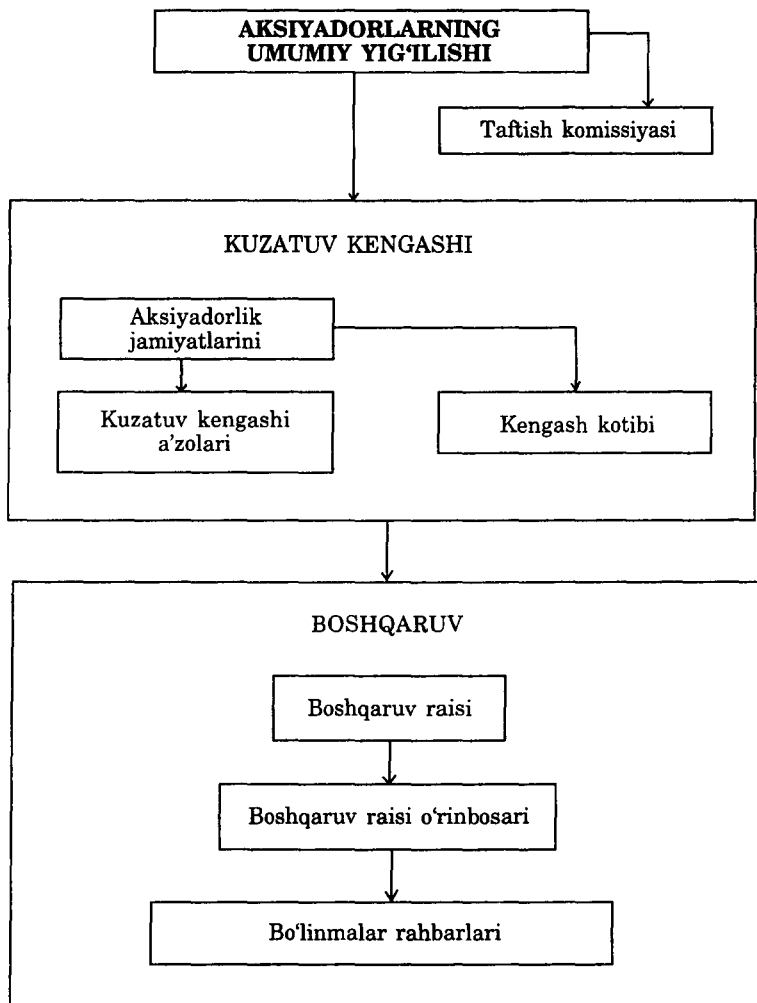 AKSIYADORLARNING
UMUMIY YIG‘ILISHI
Taftish komissiyasi
KUZATUV KENGASHI
Aksiyadorlik
jamiyatlarini
Kuzatuv kengashi
a’zolari
Kengash kotibi
BOSHQARUV
Boshqaruv raisi
Boshqaruv raisi o‘rinbosari
Bo‘linmalar rahbarlari